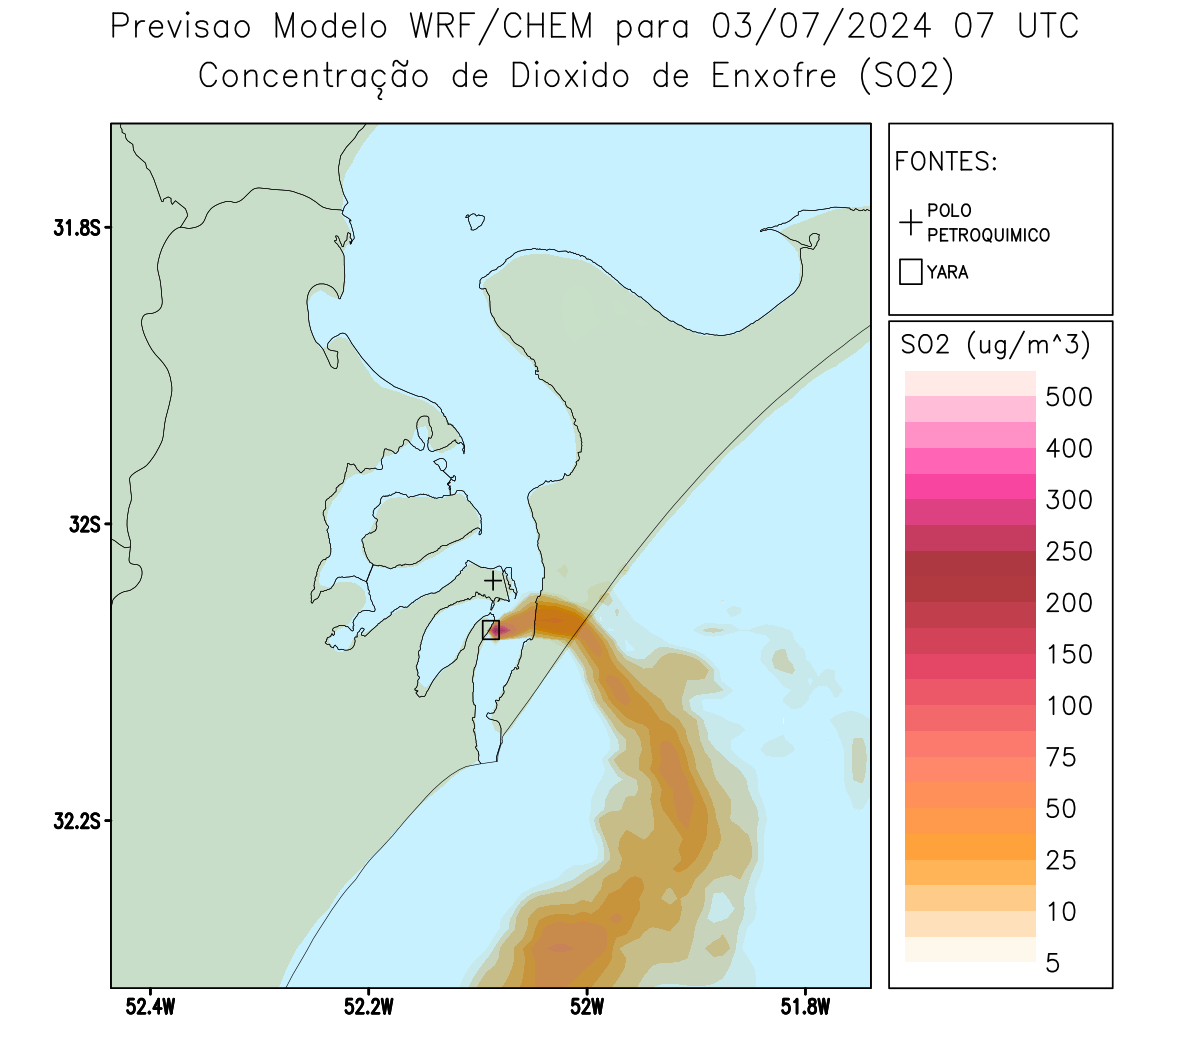 Previsao Modelo WRF/CHEM para 03/07/2024 07 UTC
Concentração de Dioxido de Enxofre (SO2)
FONTES:
POLO
PETROQUIMICO
YARA
31.8S
32S
32.2S
52.4W
52.2W
52W
51.8W
SO2 (ug/m^3)
500
400
300
250
200
150
100
75
50
25
10
5